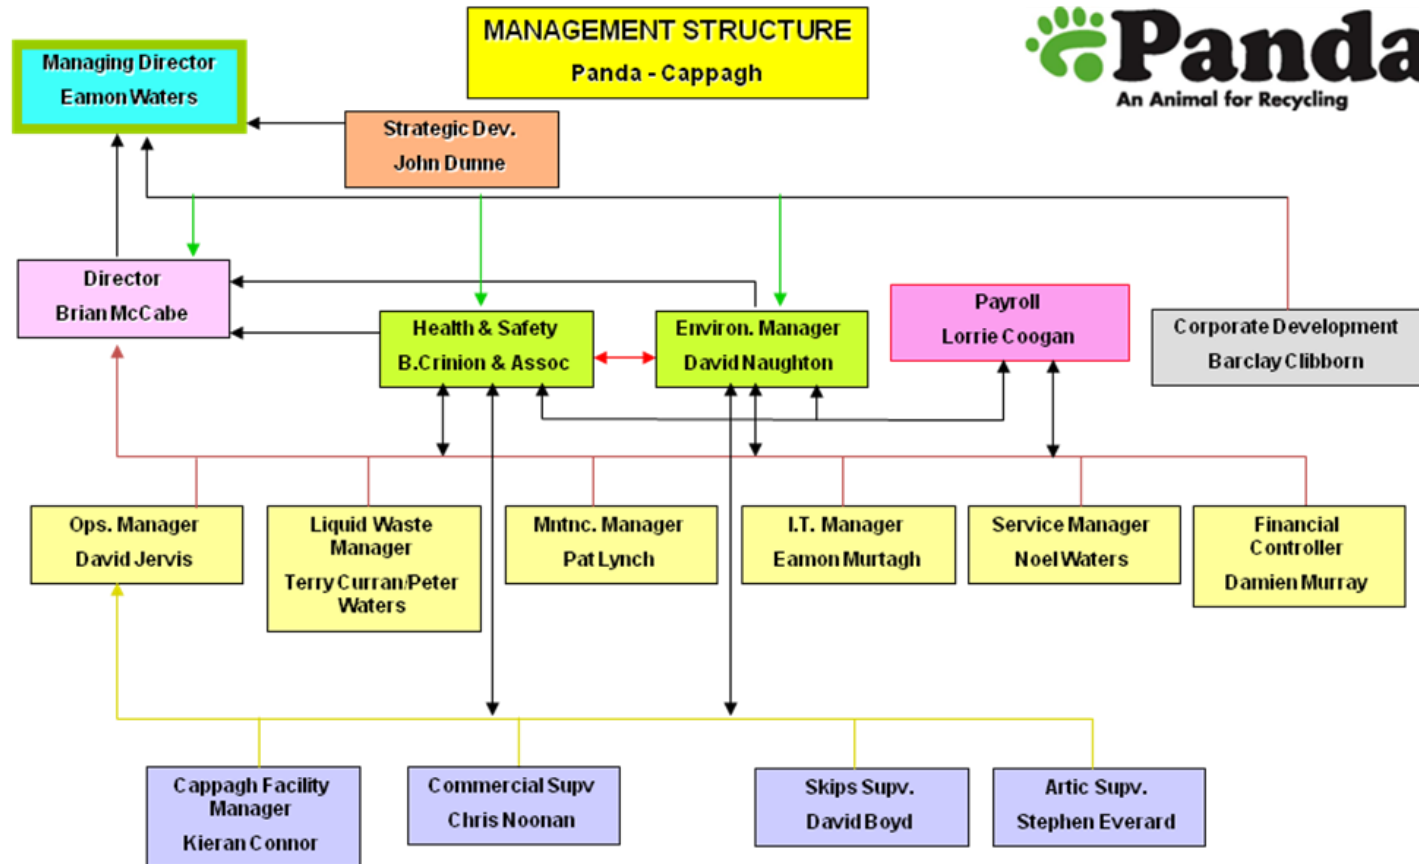 MANAGEMENT STRUCTURE
Panda - Cappagh
Panda
An Animal for Recycling
Managing Director
Eamon Waters
Strategic Dev.
John Dunne
Director
Brian McCabe
Health & Safety
B.Crinion & Assoc
Environ. Manager
David Naughton
Payroll
Lorrie Coogan
Corporate Development
Barclay Clibborn
Ops. Manager
David Jervis
Liquid Waste
Manager
Terry Curran/Peter
Waters
Mntnc. Manager
Pat Lynch
I.T. Manager
Eamon Murtagh
Service Manager
Noel Waters
Financial
Controller
Damien Murray
Cappagh Facility
Manager
Kieran Connor
Commercial Supv
Chris Noonan
Skips Supv.
David Boyd
Artic Supv.
Stephen Everard